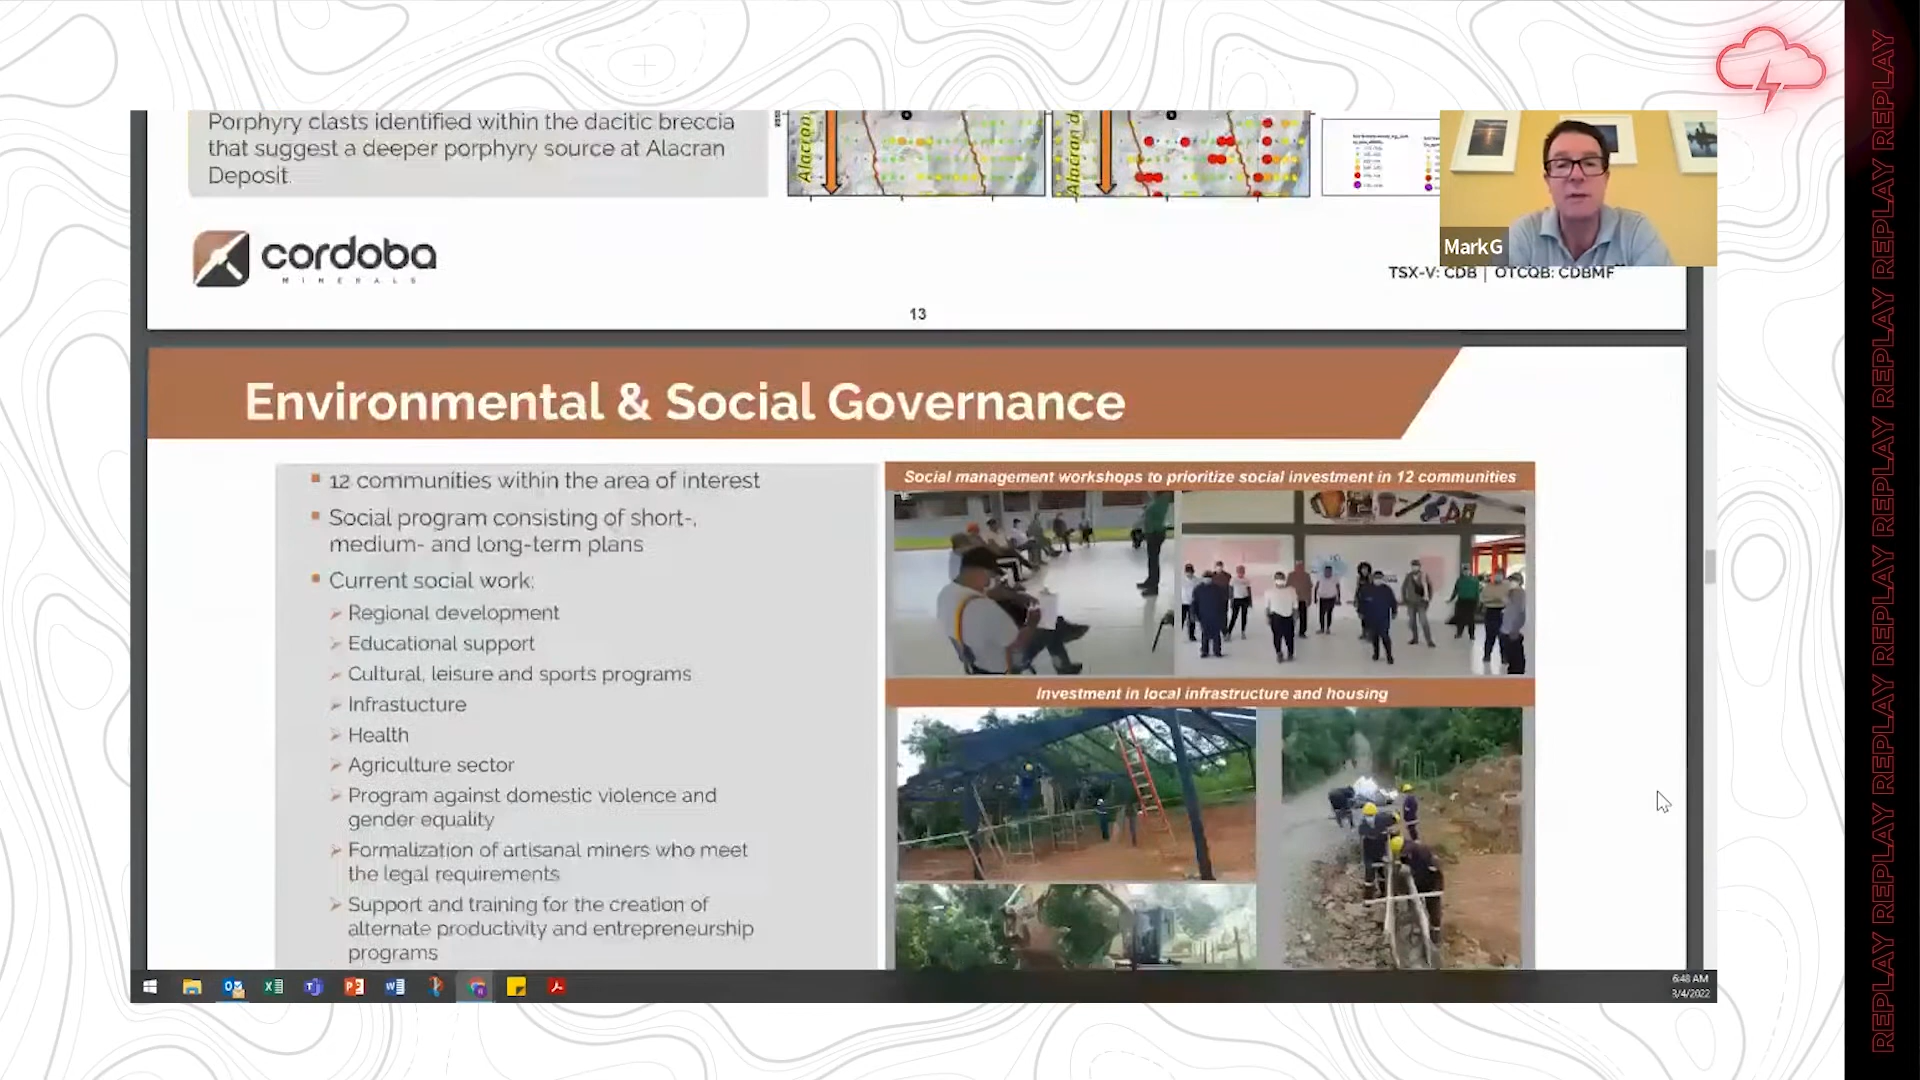 Porphyry clasts identified within the dacitic breccia
that suggest a deeper porphyry source at Alacran
Deposit
Alacran
Alacran d
MarkG
cordoba
MINERALS
TSX-V: CDB | OTCQB: CDBMF
13
Environmental & Social Governance
12 communities within the area of interest
Social program consisting of short-,
medium- and long-term plans
Current social work:
Regional development
Educational support
Cultural, leisure and sports programs
Infrastucture
Health
Agriculture sector
Program against domestic violence and
gender equality
Formalization of artisanal miners who meet
the legal requirements
Support and training for the creation of
alternate productivity and entrepreneurship
programs
Social management workshops to prioritize social investment in 12 communities
Investment in local infrastructure and housing
6:48 AM
3/4/2022
REPLAY REPLAY REPLAY REPLAY REPLAY REPLAY REPLAY REPLAY REPLAY REPLAY REPLAY